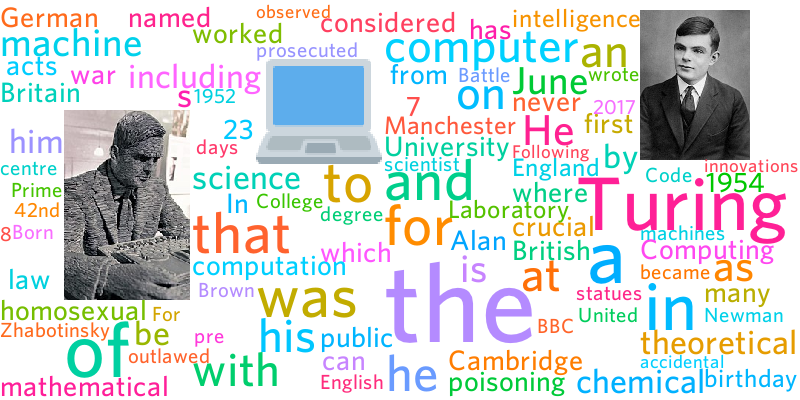 German named observed considered has intelligence
machine worked prosecuted computer an
acts war including from Battle June wrote
Britain s 1952 7 on never 2017
him 23 days Manchester He first
University Following
centre science to scientist and England by Code innovations
Prime In College where Turing 1954
42nd degree Laboratory
8 Born that for Alan crucial machines
which British a Computing
law computation is at became as
Brown was the statues in many
homosexual For BBC United Newman
Zhabotinsky be pre his public theoretical
of outlawed can Cambridge accidental
mathematical with English he poisoning chemical birthday